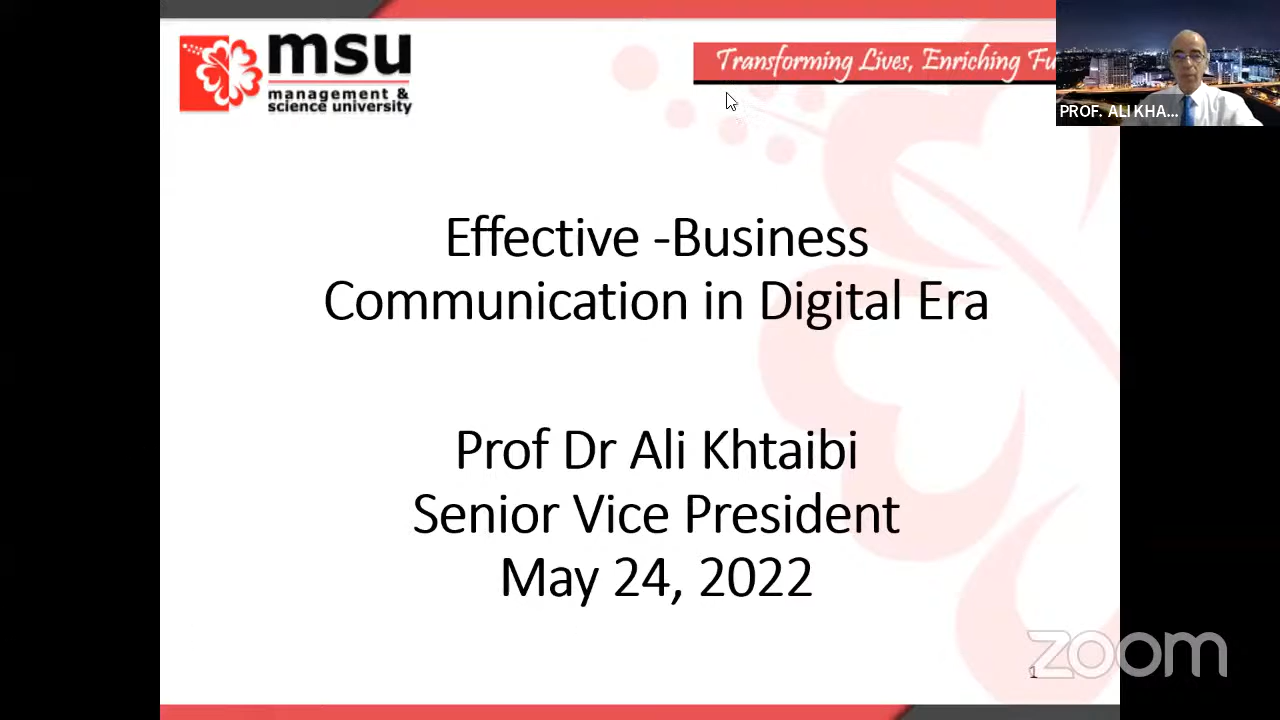 msu
management &
science university
Transforming Lives, Enriching Fu
PROF. ALI KHA...
Effective -Business
Communication in Digital Era
Prof Dr Ali Khtaibi
Senior Vice President
May 24, 2022
zoom
1